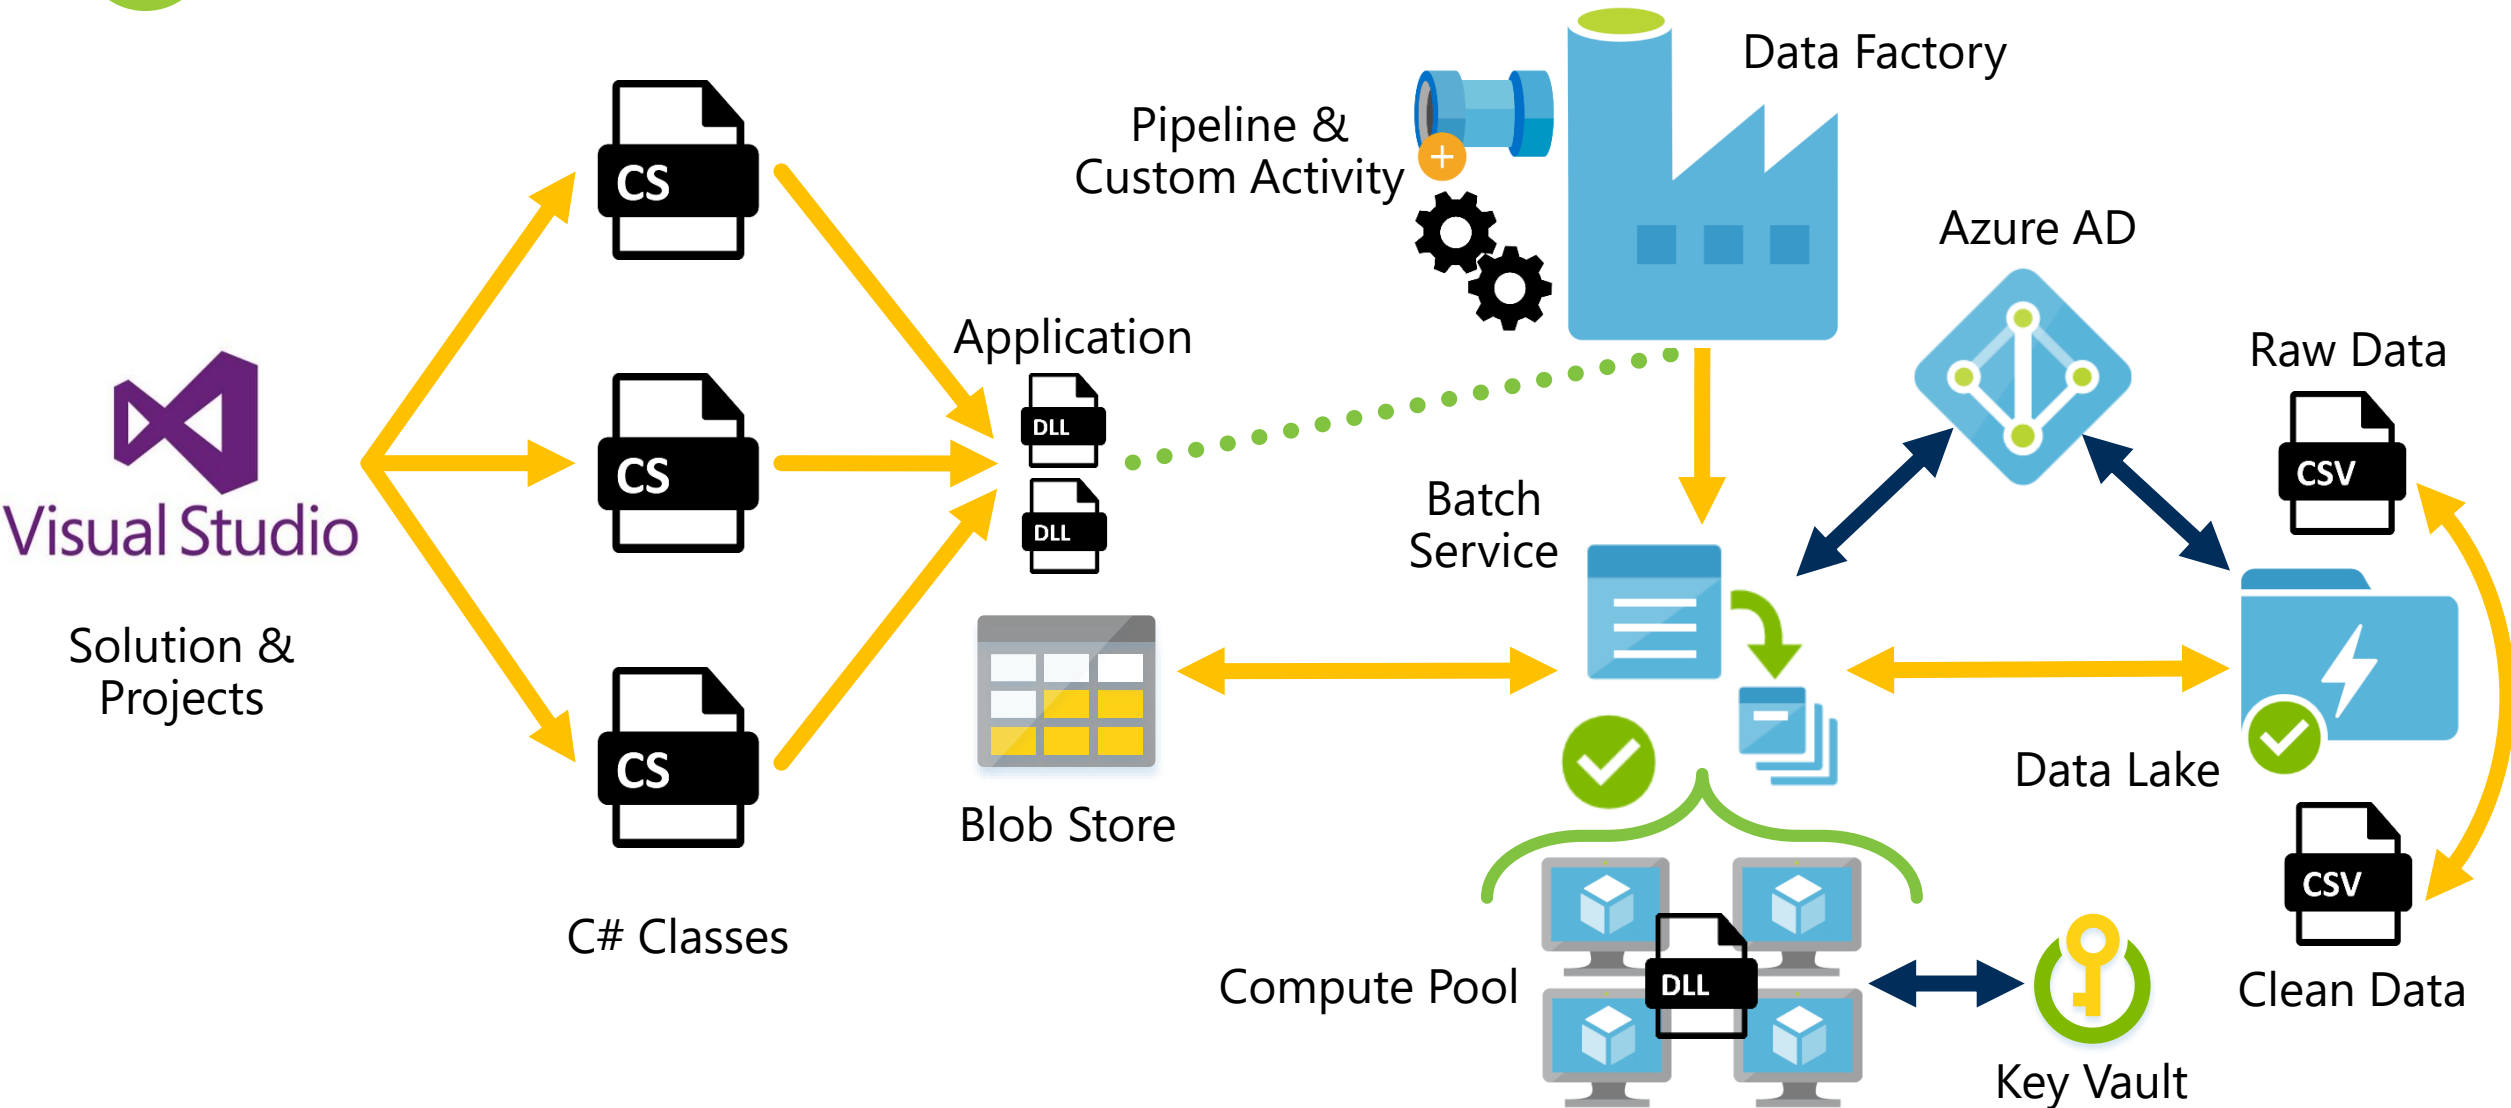 Data Factory
Pipeline &
Custom Activity
CS
Azure AD
Application
Raw Data
DLL
CSV
CS
Batch
Service
DLL
Visual Studio
Solution &
Projects
CS
Blob Store
Data Lake
CSV
C# Classes
Compute Pool
DLL
Clean Data
Key Vault